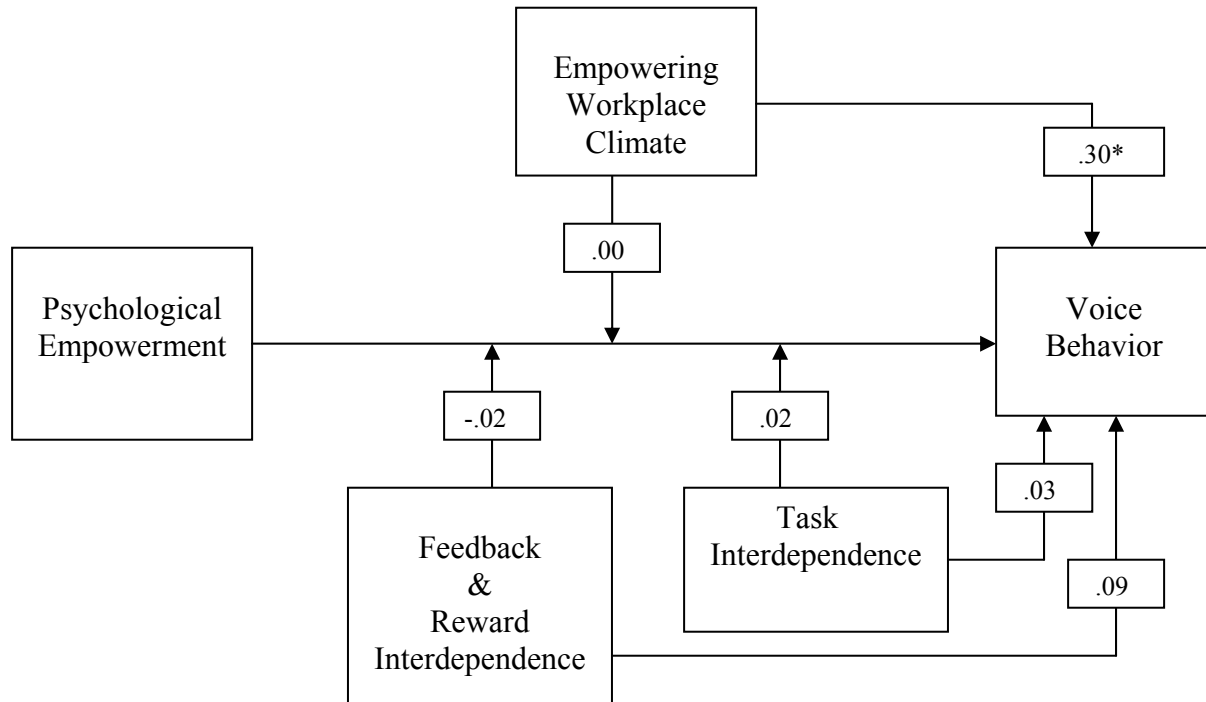 Empowering
Workplace
Climate
.30*
.00
Psychological
Empowerment
Voice
Behavior
-.02
.02
.03
Task
Interdependence
.09
Feedback
&
Reward
Interdependence